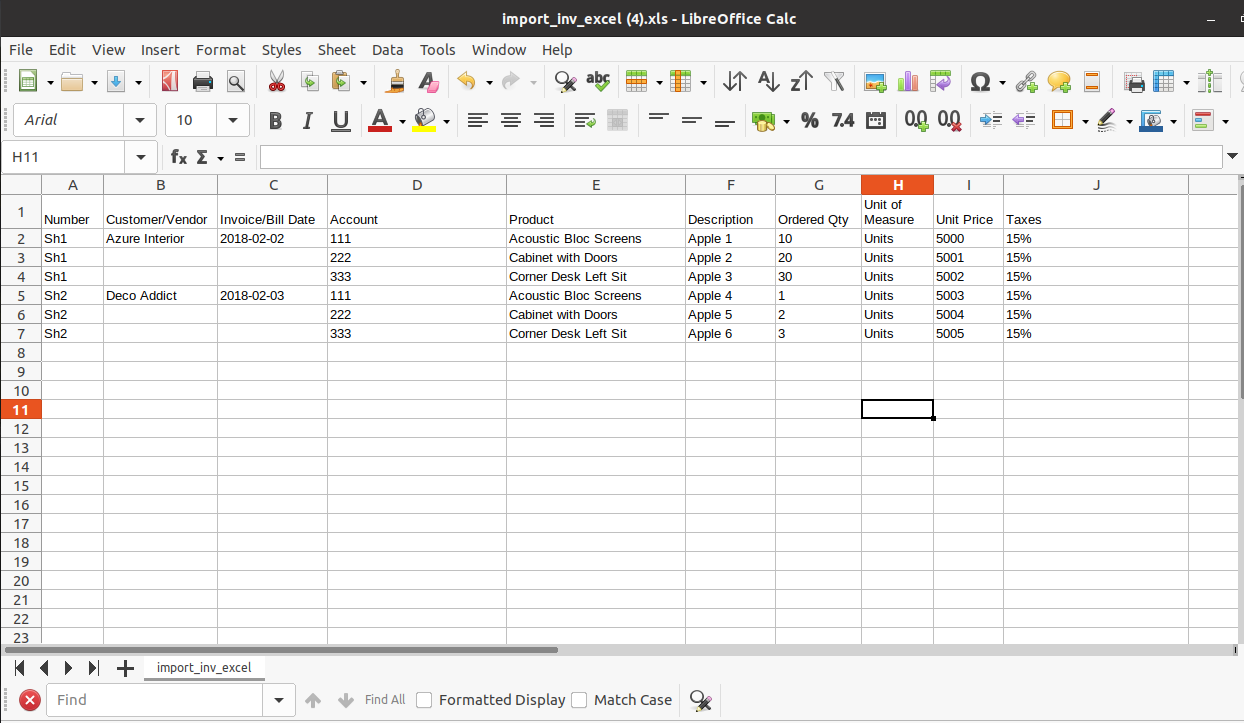 import_inv_excel (4).xls - LibreOffice Calc
File Edit View Insert Format Styles Sheet Data Tools Window Help
Arial 10
H11
A B C D E F G H I J
1 Number Customer/Vendor Invoice/Bill Date Account Product Description Ordered Qty Unit of Measure Unit Price Taxes
2 Sh1 Azure Interior 2018-02-02 111 Acoustic Bloc Screens Apple 1 10 Units 5000 15%
3 Sh1 222 Cabinet with Doors Apple 2 20 Units 5001 15%
4 Sh1 333 Corner Desk Left Sit Apple 3 30 Units 5002 15%
5 Sh2 Deco Addict 2018-02-03 111 Acoustic Bloc Screens Apple 4 1 Units 5003 15%
6 Sh2 222 Cabinet with Doors Apple 5 2 Units 5004 15%
7 Sh2 333 Corner Desk Left Sit Apple 6 3 Units 5005 15%
8
9
10
11
12
13
14
15
16
17
18
19
20
21
22
23
import_inv_excel
Find Find All Formatted Display Match Case